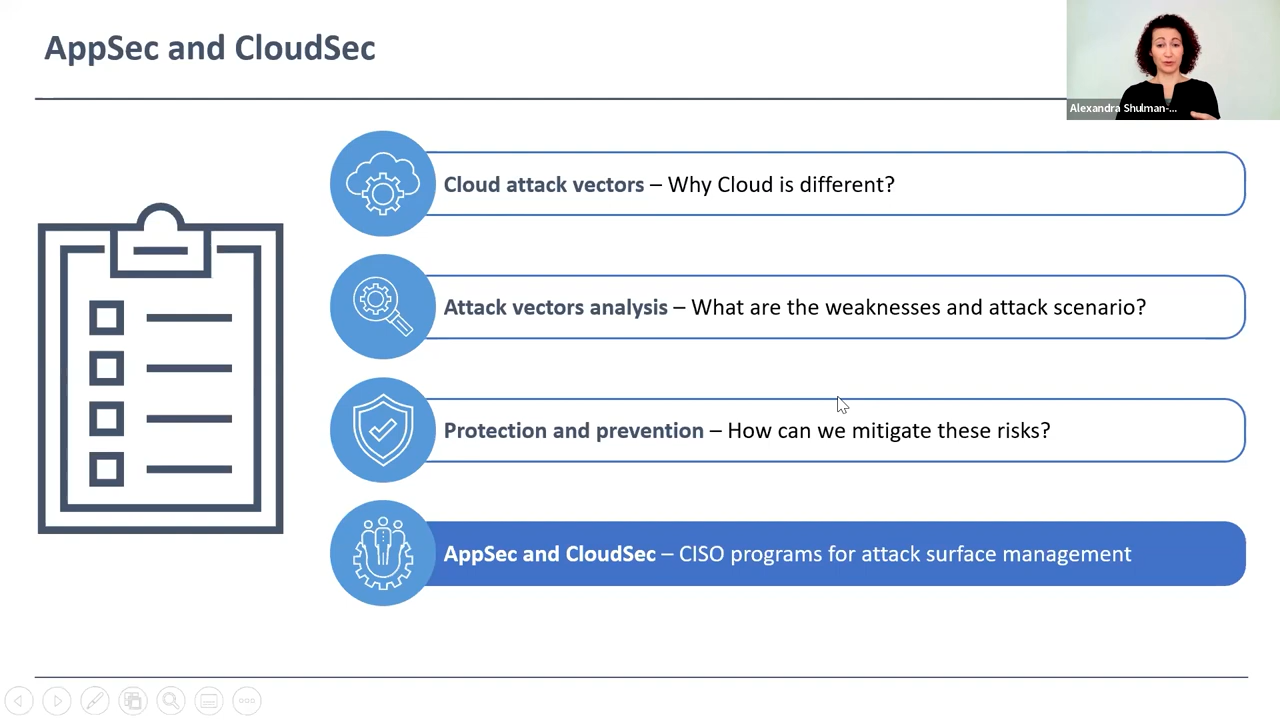 AppSec and CloudSec
Alexandra Shulman-...
Cloud attack vectors – Why Cloud is different?
Attack vectors analysis – What are the weaknesses and attack scenario?
Protection and prevention – How can we mitigate these risks?
AppSec and CloudSec – CISO programs for attack surface management